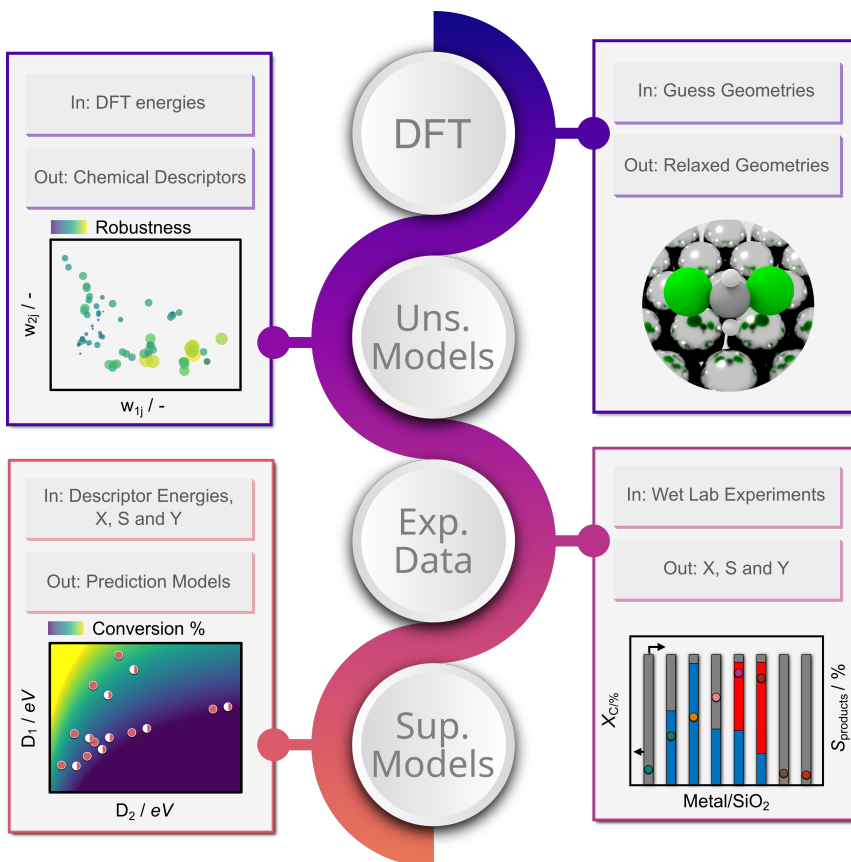 DFT
In: Guess Geometries
Out: Relaxed Geometries
Uns.
Models
In: DFT energies
Out: Chemical Descriptors
Robustness
w2j / -
w1j / -
Exp.
Data
In: Wet Lab Experiments
Out: X, S and Y
XC/%
Sproducts / %
Metal/SiO2
Sup.
Models
In: Descriptor Energies,
X, S and Y
Out: Prediction Models
Conversion %
D1 / eV
D2 / eV